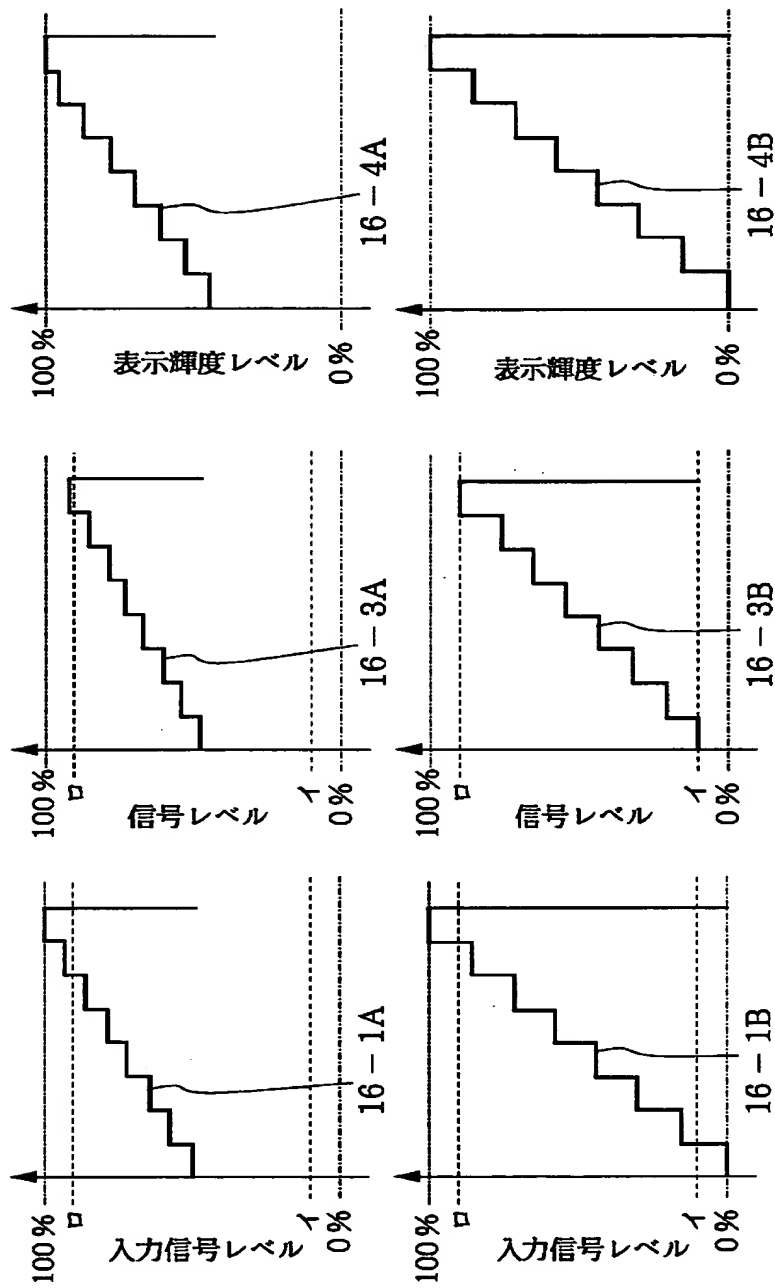 100%
表示輝度レベル
0%
16-4A
100%
表示輝度レベル
0%
16-4B
100%
ロ
信号レベル
イ
0%
16-3A
100%
ロ
信号レベル
イ
0%
16-3B
100%
ロ
入力信号レベル
イ
0%
16-1A
100%
ロ
入力信号レベル
イ
0%
16-1B